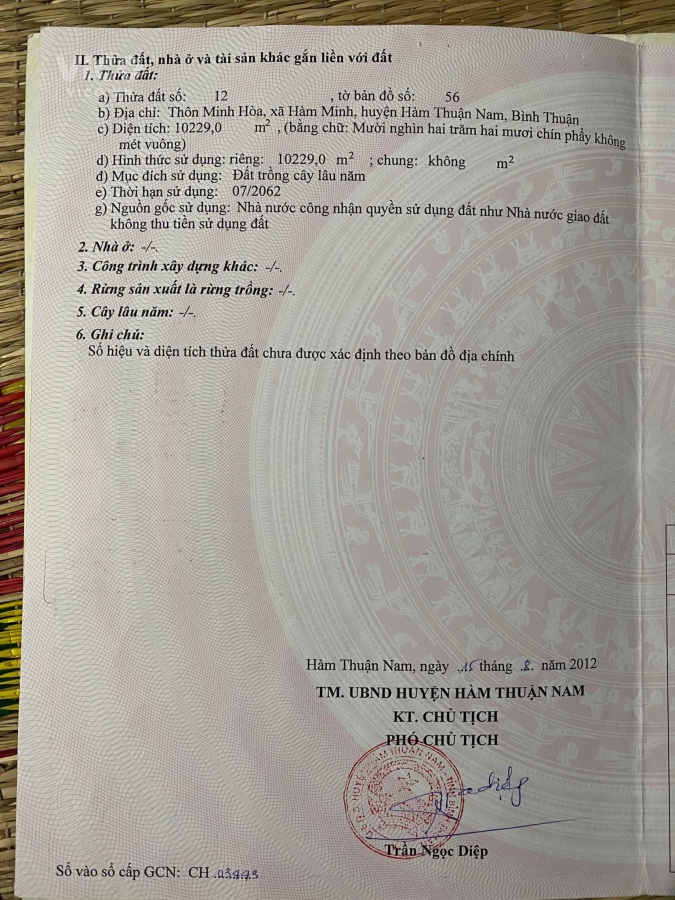 II. Thửa đất, nhà ở và tài sản khác gắn liền với đất
1. Thửa đất:
a) Thửa đất số: 12 , tờ bản đồ số: 56
b) Địa chỉ: Thôn Minh Hòa, xã Hàm Minh, huyện Hàm Thuận Nam, Bình Thuận
c) Diện tích: 10229,0 m² , (bằng chữ: Mười nghìn hai trăm hai mươi chín phẩy không
mét vuông)
d) Hình thức sử dụng: riêng: 10229,0 m² ; chung: không m²
đ) Mục đích sử dụng: Đất trồng cây lâu năm
e) Thời hạn sử dụng: 07/2062
g) Nguồn gốc sử dụng: Nhà nước công nhận quyền sử dụng đất như Nhà nước giao đất
không thu tiền sử dụng đất
2. Nhà ở: -/-.
3. Công trình xây dựng khác: -/-.
4. Rừng sản xuất là rừng trồng: -/-.
5. Cây lâu năm: -/-.
6. Ghi chú:
Số hiệu và diện tích thửa đất chưa được xác định theo bản đồ địa chính
Hàm Thuận Nam, ngày 15 tháng 8 năm 2012
TM. UBND HUYỆN HÀM THUẬN NAM
KT. CHỦ TỊCH
PHÓ CHỦ TỊCH
Trần Ngọc Diệp
Số vào sổ cấp GCN: CH